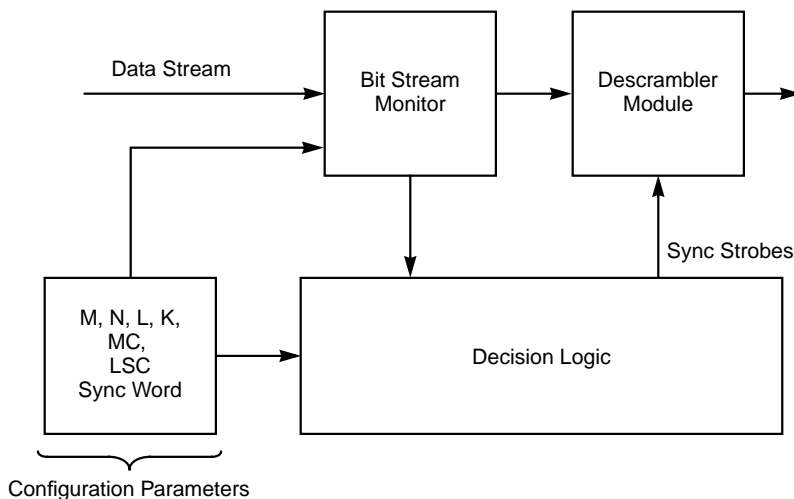 Data Stream
Bit Stream
Monitor
Descrambler
Module
Sync Strobes
M, N, L, K,
MC,
LSC
Sync Word
Decision Logic
Configuration Parameters